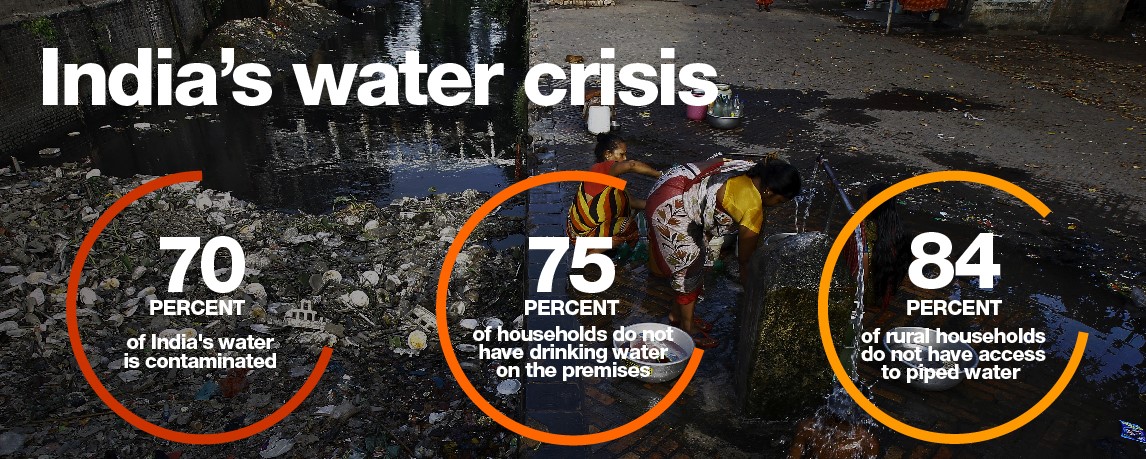 India’s water crisis
70
PERCENT
of India's water
is contaminated
75
PERCENT
of households do not
have drinking water
on the premises
84
PERCENT
of rural households
do not have access
to piped water